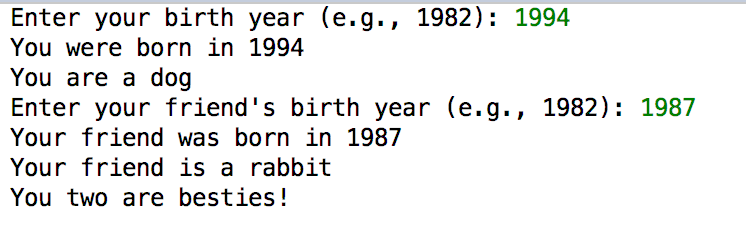 Enter your birth year (e.g., 1982): 1994
You were born in 1994
You are a dog
Enter your friend's birth year (e.g., 1982): 1987
Your friend was born in 1987
Your friend is a rabbit
You two are besties!